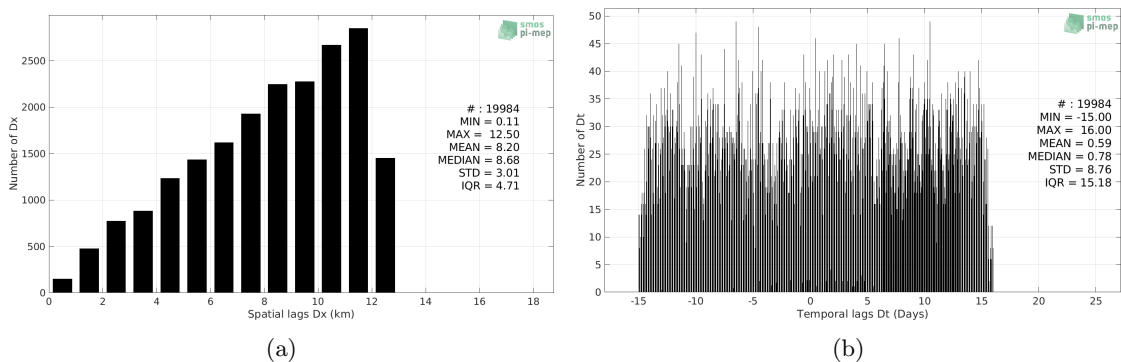 smos
pi-mep
2500
2000
1500
1000
500
0
Number of Dx
# : 19984
MIN = 0.11
MAX = 12.50
MEAN = 8.20
MEDIAN = 8.68
STD = 3.01
IQR = 4.71
0 2 4 6 8 10 12 14 16 18
Spatial lags Dx (km)
(a)
smos
pi-mep
50
45
40
35
30
25
20
15
10
5
0
Number of Dt
# : 19984
MIN = -15.00
MAX = 16.00
MEAN = 0.59
MEDIAN = 0.78
STD = 8.76
IQR = 15.18
-15 -10 -5 0 5 10 15 20 25
Temporal lags Dt (Days)
(b)